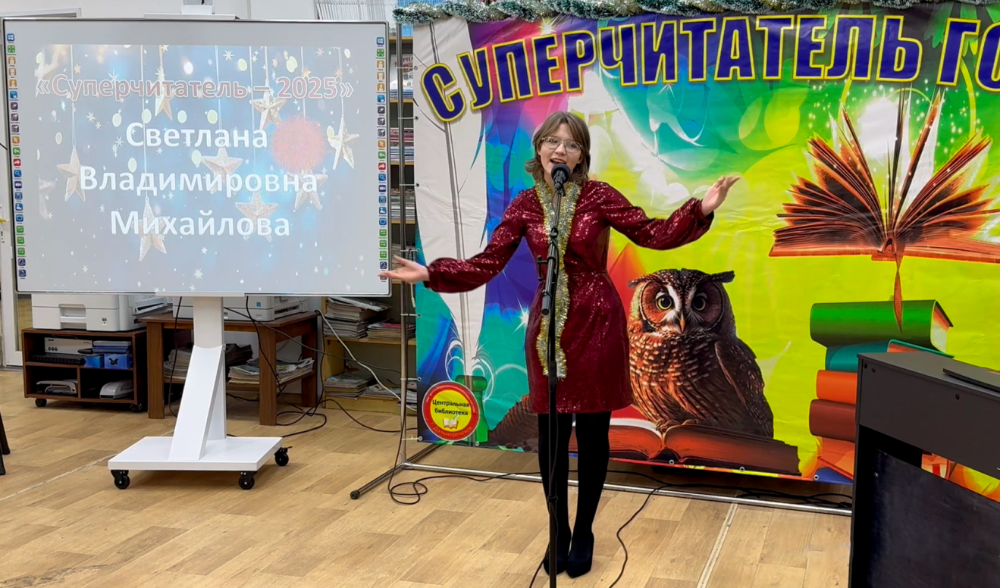 «Суперчитатель – 2025»
Светлана
Владимировна
Михайлова
СУПЕРЧИТАТЕЛЬ ГО
Центральная
библиотека